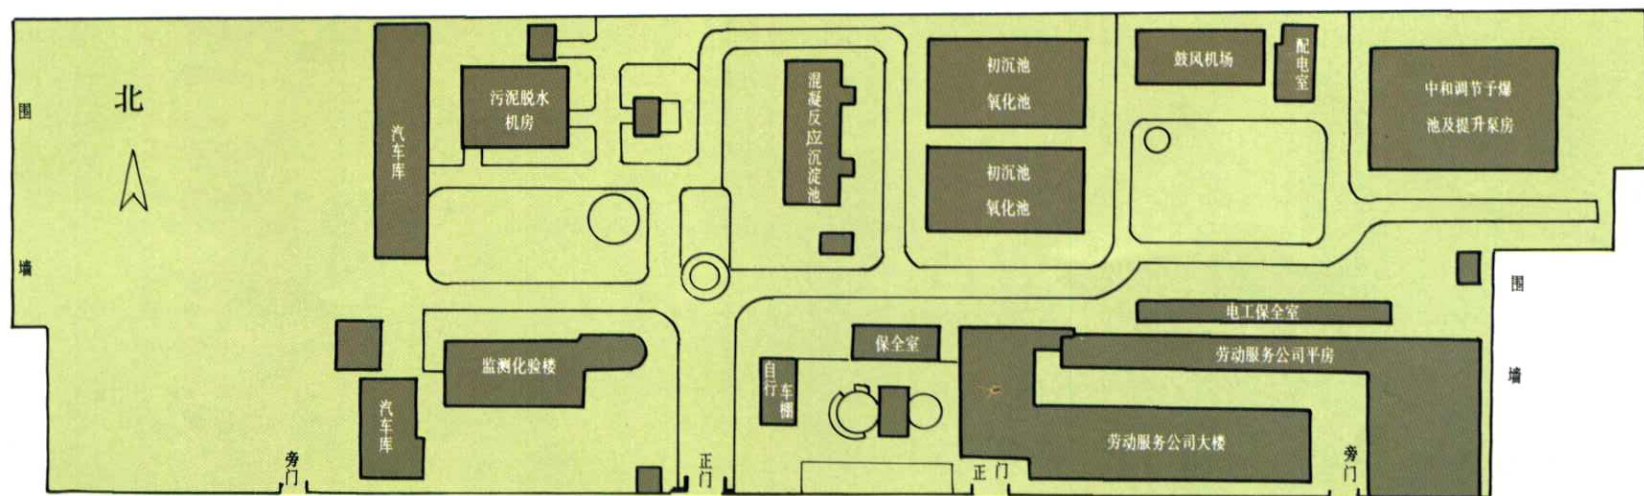 围
墙
北
汽车库
污泥脱水
机房
混凝反应沉淀池
初沉池
氧化池
初沉池
氧化池
鼓风机场
配电室
中和调节予爆
池及提升泵房
围
墙
电工保全室
劳动服务公司平房
保全室
监测化验楼
自行
车棚
汽车库
劳动服务公司大楼
旁门
正门
正门
旁门